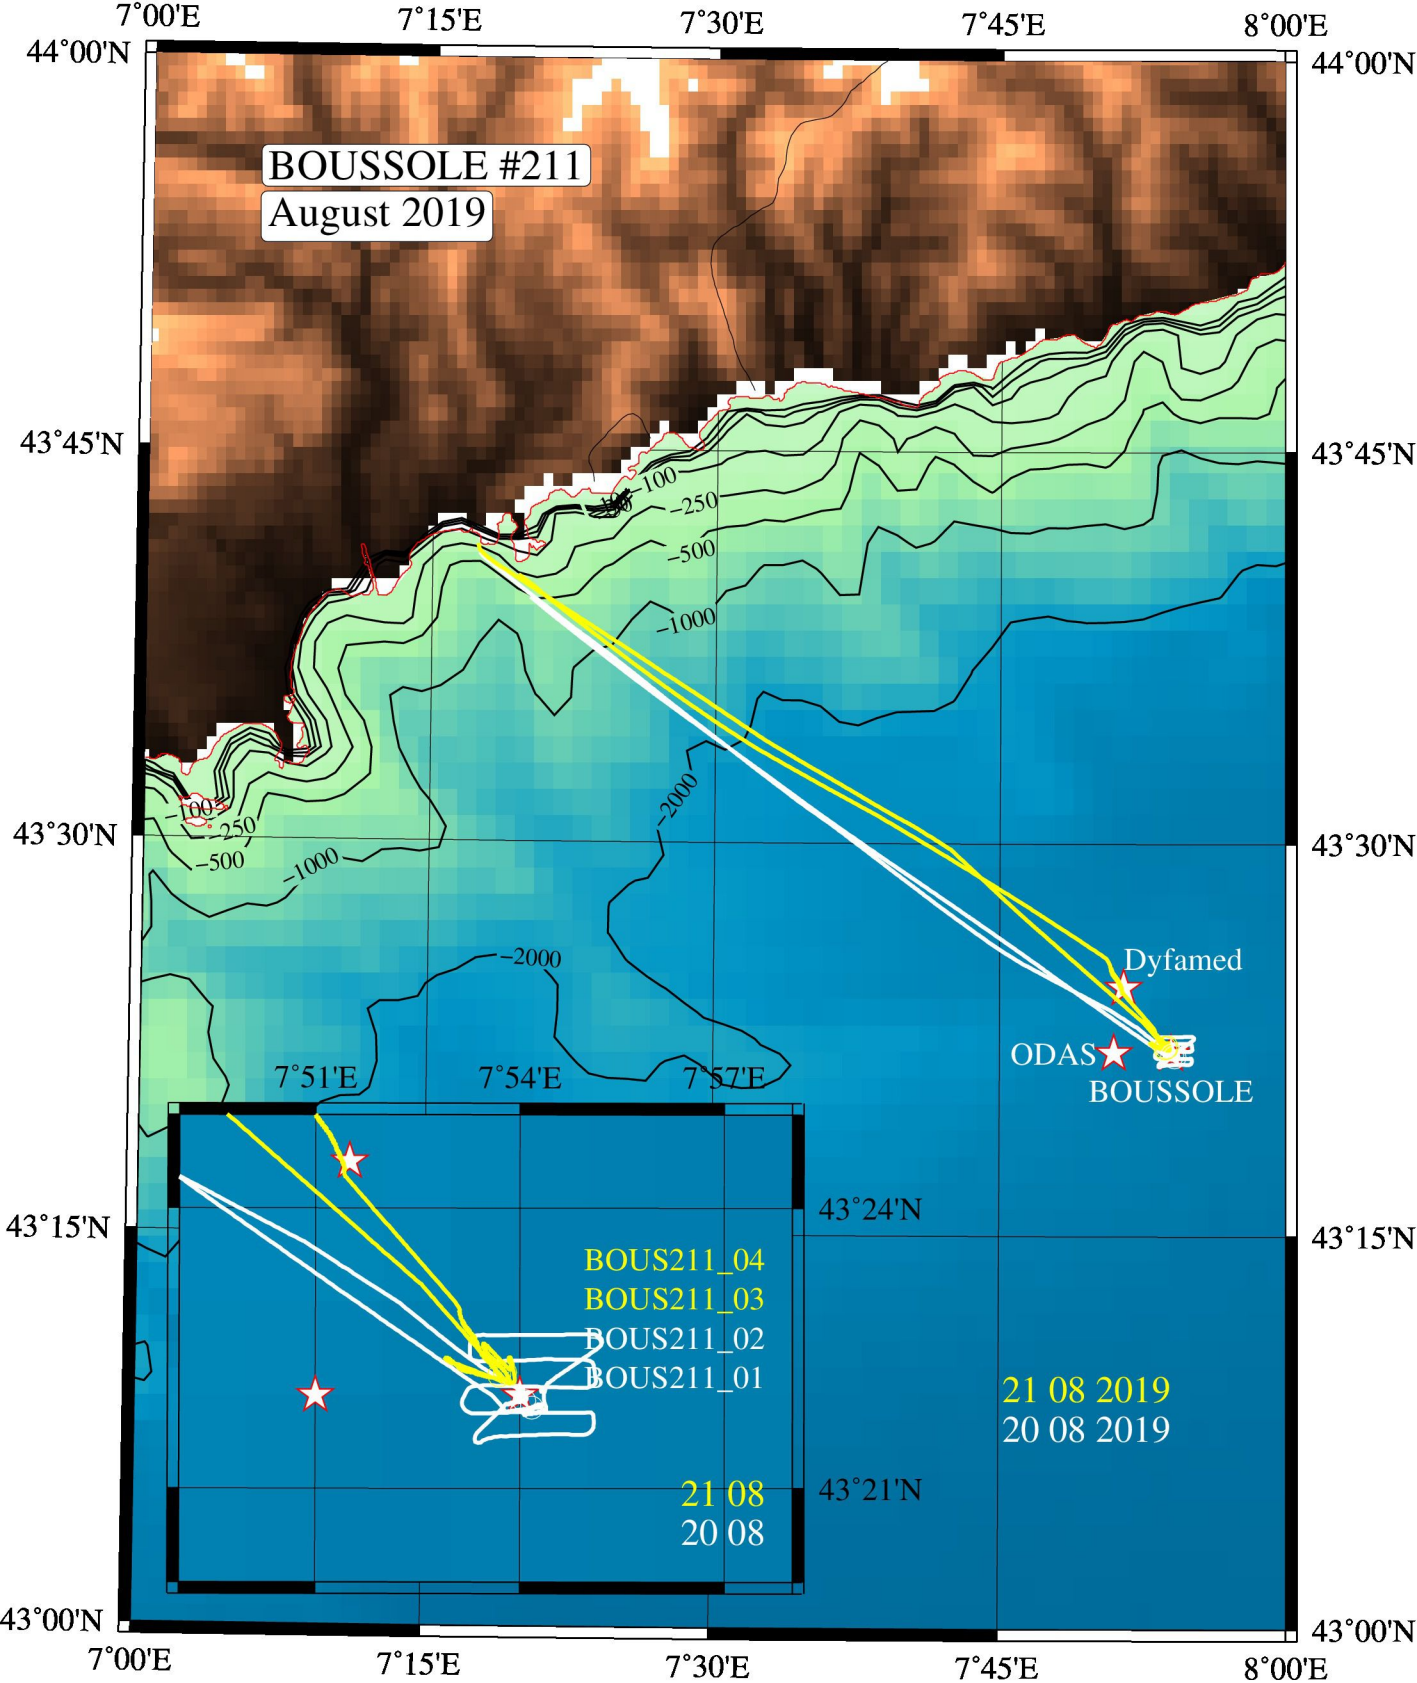 7°00'E 7°15'E 7°30'E 7°45'E 8°00'E
44°00'N 44°00'N
BOUSSOLE #211
August 2019
43°45'N 43°45'N
−100
−250
−500
−1000
−2000
−100
−250
−500
−1000
43°30'N 43°30'N
−2000
Dyfamed
ODAS
BOUSSOLE
7°51'E 7°54'E 7°57'E
43°24'N
43°15'N 43°15'N
BOUS211_04
BOUS211_03
BOUS211_02
BOUS211_01
21 08 2019
20 08 2019
43°21'N
21 08
20 08
43°00'N 43°00'N
7°00'E 7°15'E 7°30'E 7°45'E 8°00'E